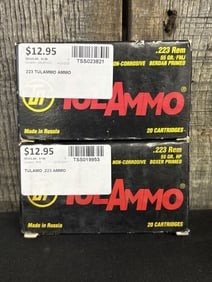 $12.95
TSS023821
223 TULAMMO AMMO
.223 Rem
55 GR. FMJ
NON-CORROSIVE BERDAN PRIMED
TULAMMO®
Made in Russia
20 CARTRIDGES
$12.95
TSS019953
TULAMMO .223 AMMO
.223 Rem
55 GR. HP
NON-CORROSIVE BOXER PRIMED
TULAMMO®
Made in Russia
20 CARTRIDGES